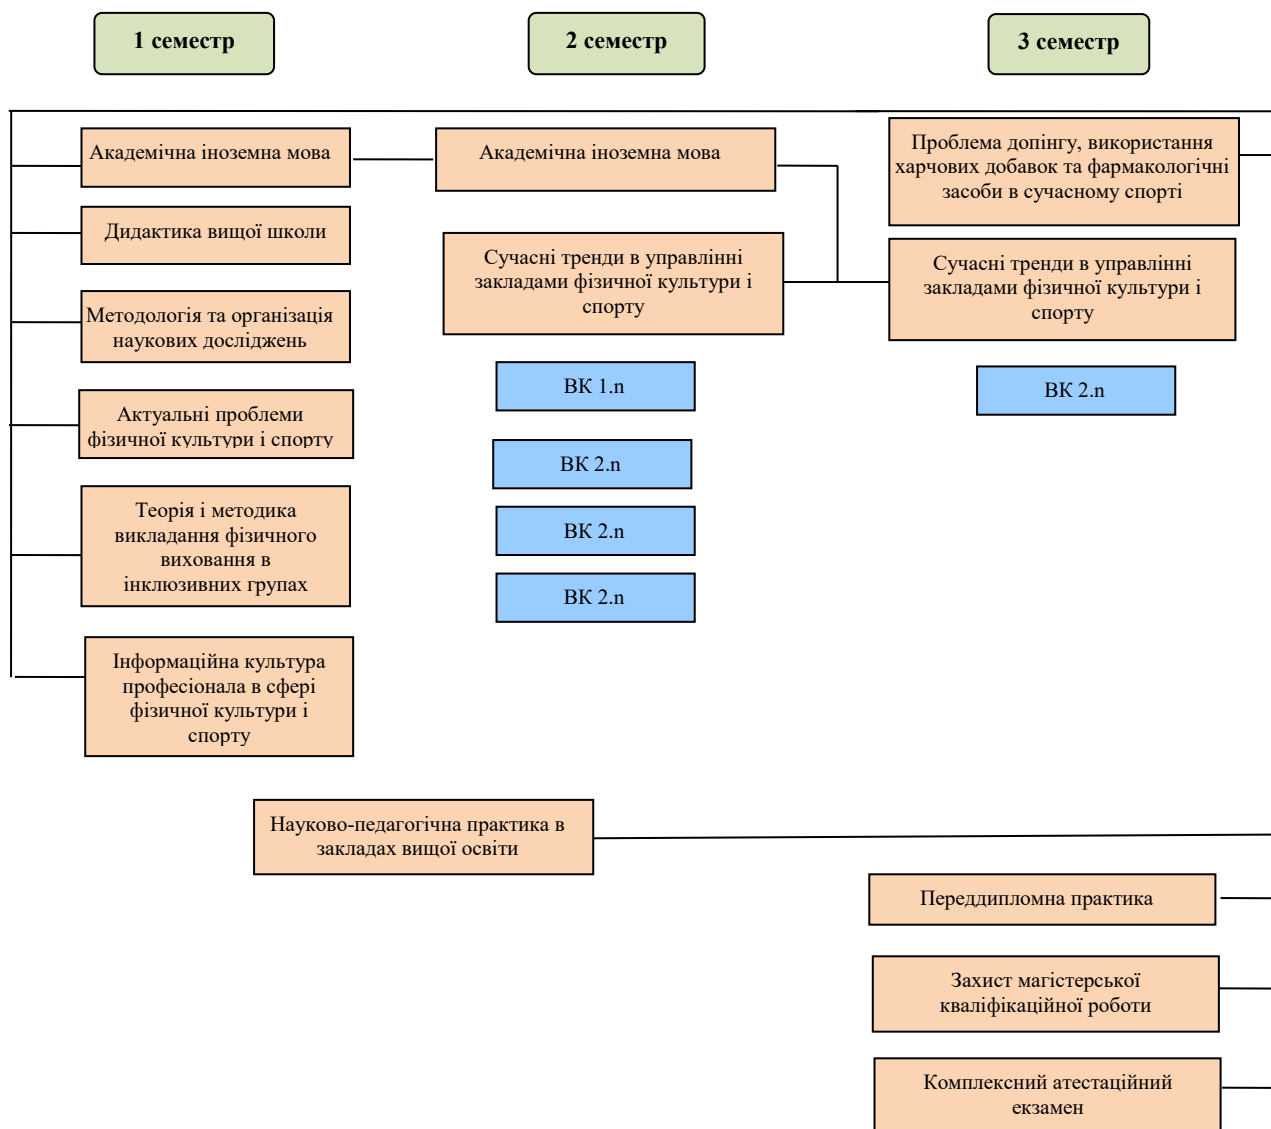 1 семестр
2 семестр
3 семестр
Академічна іноземна мова
Дидактика вищої школи
Методологія та організація
наукових досліджень
Актуальні проблеми
фізичної культури і спорту
Теорія і методика
викладання фізичного
виховання в
інклюзивних групах
Інформаційна культура
професіонала в сфері
фізичної культури і
спорту
Академічна іноземна мова
Сучасні тренди в управлінні
закладами фізичної культури і
спорту
ВК 1.n
ВК 2.n
ВК 2.n
ВК 2.n
Проблема допінгу, використання
харчових добавок та фармакологічні
засоби в сучасному спорті
Сучасні тренди в управлінні
закладами фізичної культури і
спорту
ВК 2.n
Науково-педагогічна практика в
закладах вищої освіти
Переддипломна практика
Захист магістерської
кваліфікаційної роботи
Комплексний атестаційний
екзамен